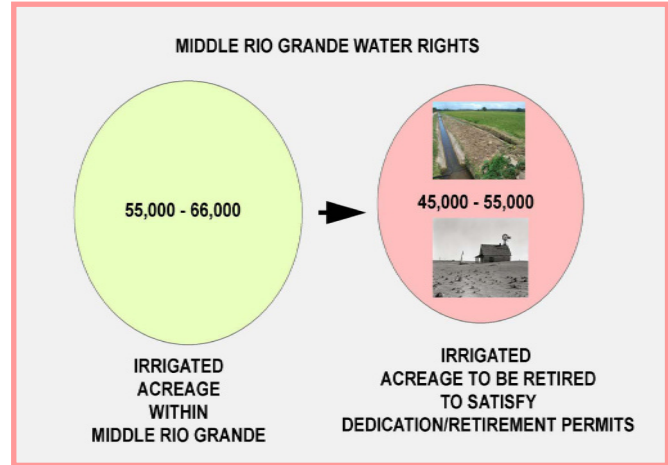 MIDDLE RIO GRANDE WATER RIGHTS
55,000 - 66,000
45,000 - 55,000
IRRIGATED
ACREAGE
WITHIN
MIDDLE RIO GRANDE
IRRIGATED
ACREAGE TO BE RETIRED
TO SATISFY
DEDICATION/RETIREMENT PERMITS